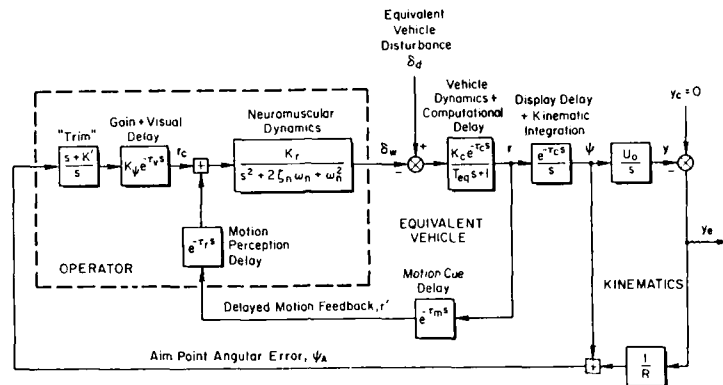 Equivalent
Vehicle
Disturbance
δd
Vehicle
Dynamics +
Computational
Delay
Display Delay
+ Kinematic
Integration
yc=0
"Trim"
Gain + Visual
Delay
Neuromuscular
Dynamics
s+K'
s
Kψe^-τvs
rc
+
Kr
s²+2ζnωn+ωn²
δw
+
−
Kce^-τcs
Teqs+1
r
e^-τcs
s
ψ
Uo
s
y
−
ye
e^-τrs
Motion
Perception
Delay
OPERATOR
EQUIVALENT
VEHICLE
Motion Cue
Delay
e^-τms
KINEMATICS
Delayed Motion Feedback, r'
Aim Point Angular Error, ψA
+
1
R